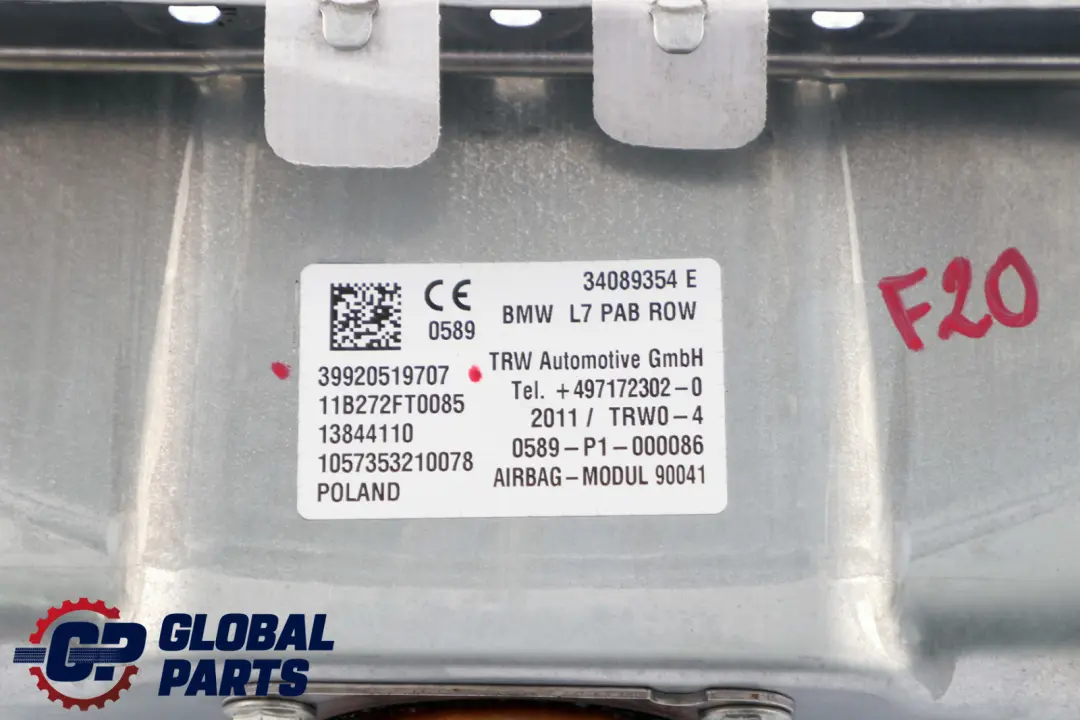 34089354 E
CE
0589
BMW L7 PAB ROW
39920519707
11B272FT0085
13844110
1057353210078
POLAND
TRW Automotive GmbH
Tel. +497172302-0
2011 / TRW0-4
0589-P1-000086
AIRBAG-MODUL 90041
F20
GP GLOBAL
PARTS